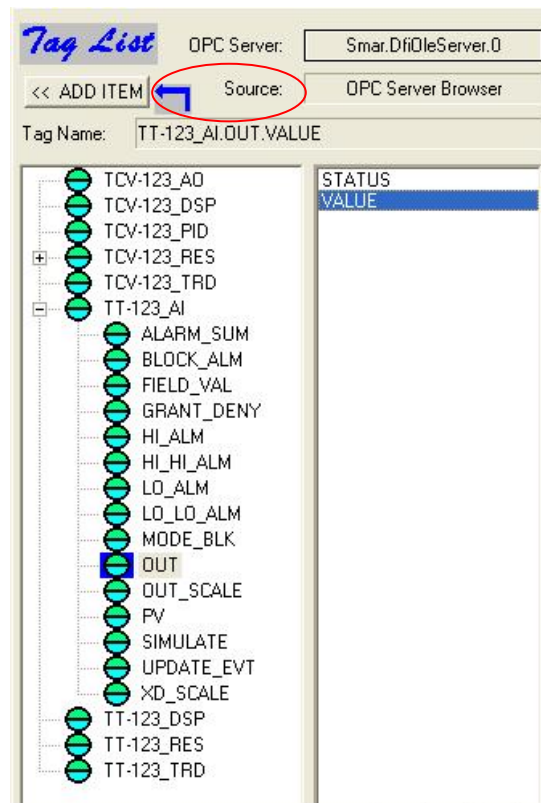 Tag List OPC Server: Smar.DfiOleServer.0
<< ADD ITEM Source: OPC Server Browser
Tag Name: TT-123_AI.OUT.VALUE
TCV-123_AO
TCV-123_DSP
TCV-123_PID
TCV-123_RES
TCV-123_TRD
TT-123_AI
ALARM_SUM
BLOCK_ALM
FIELD_VAL
GRANT_DENY
HI_ALM
HI_HI_ALM
LO_ALM
LO_LO_ALM
MODE_BLK
OUT
OUT_SCALE
PV
SIMULATE
UPDATE_EVT
XD_SCALE
TT-123_DSP
TT-123_RES
TT-123_TRD
STATUS
VALUE